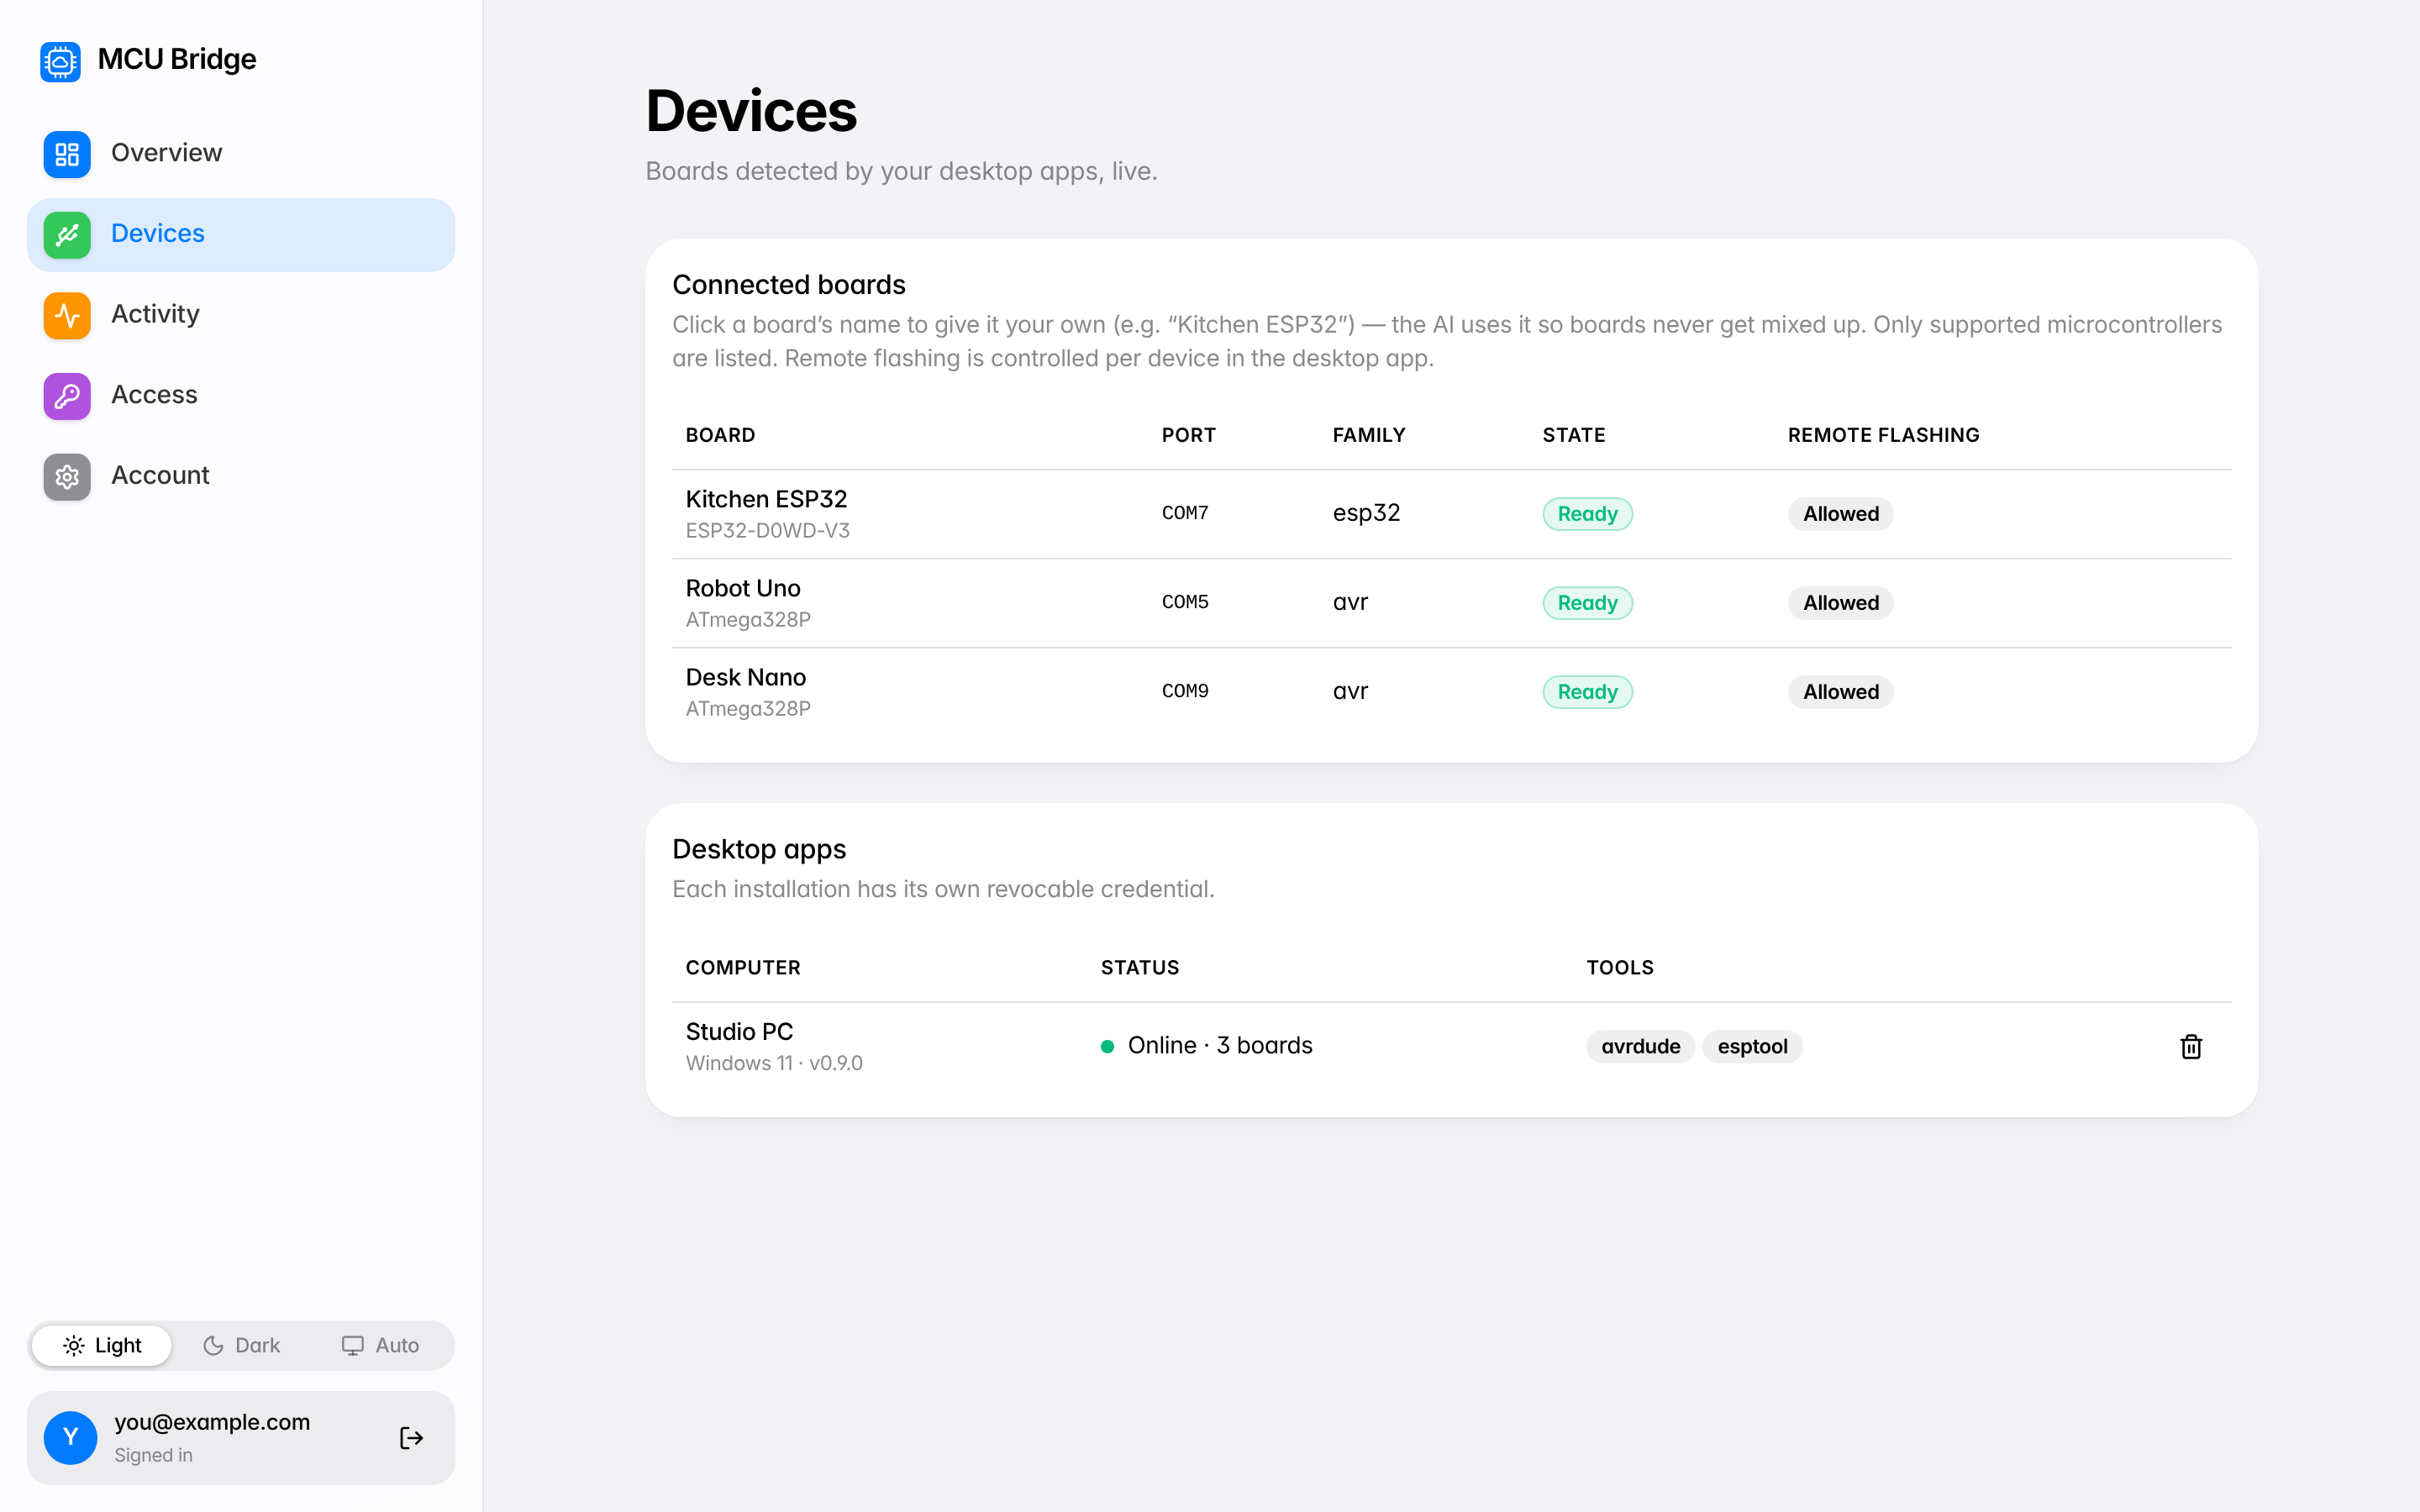 MCU Bridge
Overview
Devices
Activity
Access
Account
Light
Dark
Auto
Y
you@example.com
Signed in
Devices
Boards detected by your desktop apps, live.
Connected boards
Click a board’s name to give it your own (e.g. “Kitchen ESP32”) — the AI uses it so boards never get mixed up. Only supported microcontrollers
are listed. Remote flashing is controlled per device in the desktop app.
BOARD PORT FAMILY STATE REMOTE FLASHING
Kitchen ESP32 COM7 esp32 Ready Allowed
ESP32-D0WD-V3
Robot Uno COM5 avr Ready Allowed
ATmega328P
Desk Nano COM9 avr Ready Allowed
ATmega328P
Desktop apps
Each installation has its own revocable credential.
COMPUTER STATUS TOOLS
Studio PC Online · 3 boards avrdude esptool
Windows 11 · v0.9.0